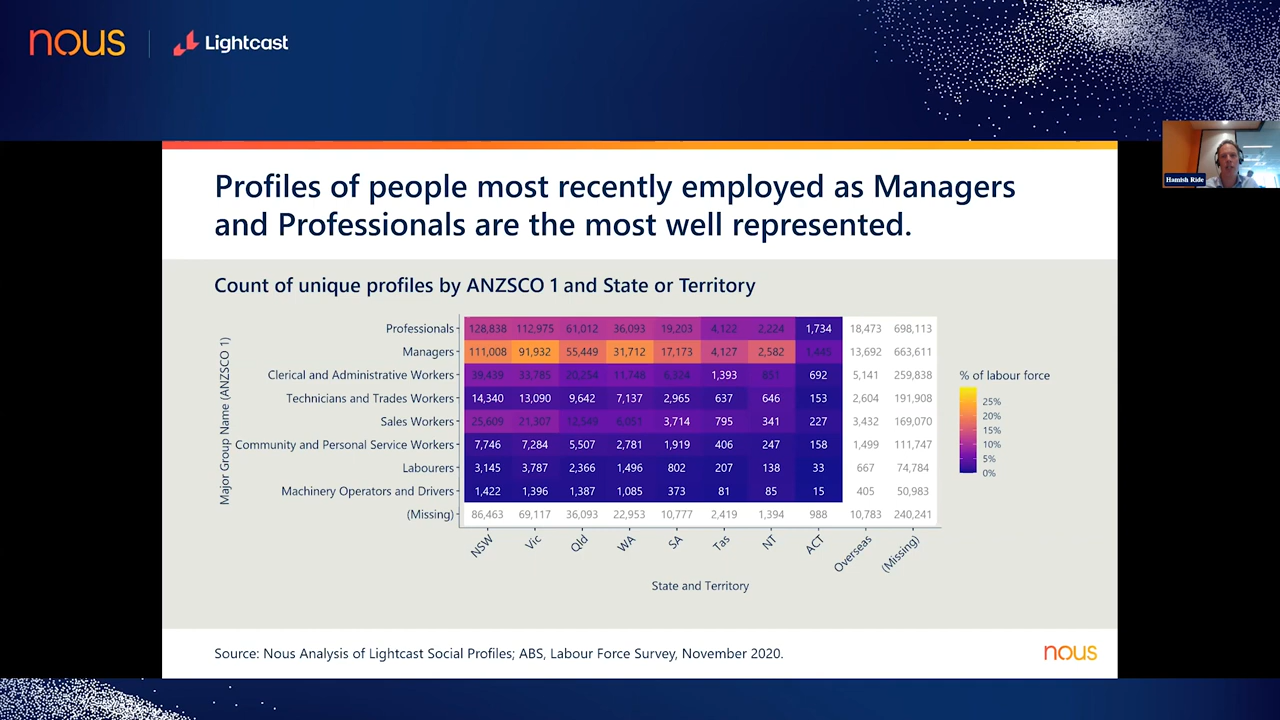 nous
Lightcast
Hamish Ride
Profiles of people most recently employed as Managers
and Professionals are the most well represented.
Count of unique profiles by ANZSCO 1 and State or Territory
Major Group Name (ANZSCO 1)
Professionals 128,838 112,975 61,012 36,093 19,203 4,122 2,224 1,734 18,473 698,113
Managers 111,008 91,932 55,449 31,712 17,173 4,127 2,582 1,445 13,692 663,611
Clerical and Administrative Workers 39,439 33,785 20,254 11,748 6,324 1,393 851 692 5,141 259,838
Technicians and Trades Workers 14,340 13,090 9,642 7,137 2,965 637 646 153 2,604 191,908
Sales Workers 25,609 21,307 12,549 6,051 3,714 795 341 227 3,432 169,070
Community and Personal Service Workers 7,746 7,284 5,507 2,781 1,919 406 247 158 1,499 111,747
Labourers 3,145 3,787 2,366 1,496 802 207 138 33 667 74,784
Machinery Operators and Drivers 1,422 1,396 1,387 1,085 373 81 85 15 405 50,983
(Missing) 86,463 69,117 36,093 22,953 10,777 2,419 1,394 988 10,783 240,241
NSW Vic Qld WA SA Tas NT ACT Overseas (Missing)
State and Territory
% of labour force
25%
20%
15%
10%
5%
0%
Source: Nous Analysis of Lightcast Social Profiles; ABS, Labour Force Survey, November 2020.
nous